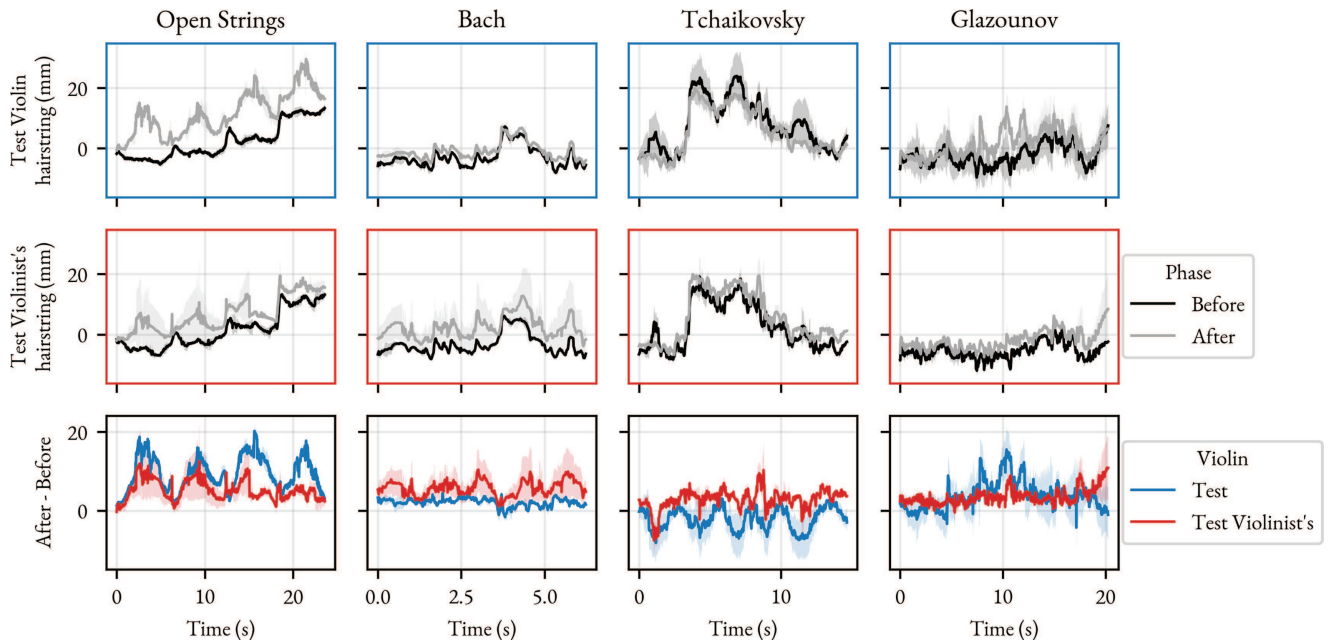 Open Strings
Bach
Tchaikovsky
Glazounov
Test Violin
hairstring (mm)
20
0
Test Violinist's
hairstring (mm)
20
0
Phase
Before
After
After - Before
20
0
Violin
Test
Test Violinist's
0 10 20
0.0 2.5 5.0
0 10
0 10 20
Time (s)
Time (s)
Time (s)
Time (s)